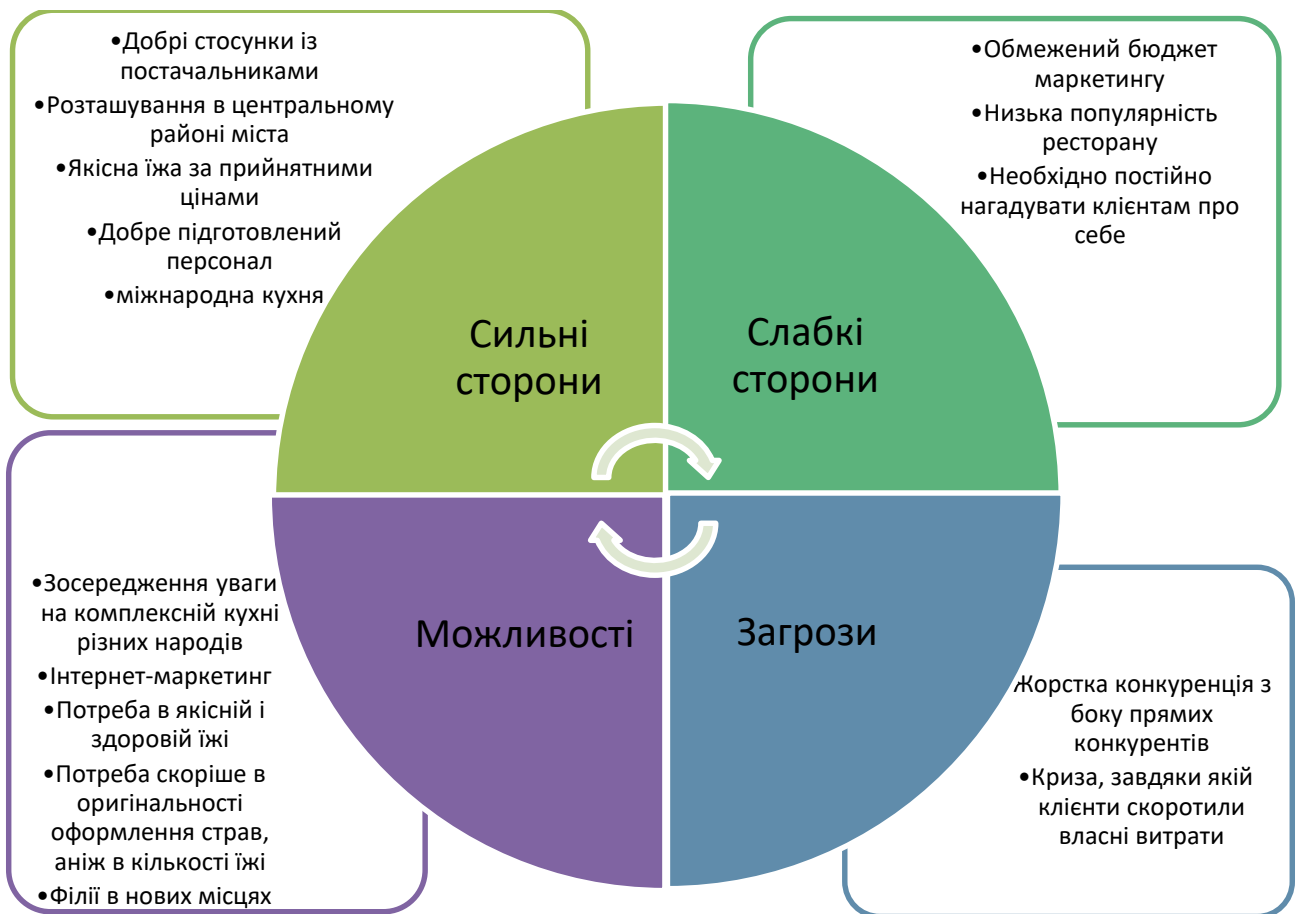 •Добрі стосунки із
постачальниками
•Розташування в центральному
районі міста
•Якісна їжа за прийнятними
цінами
•Добре підготовлений
персонал
•міжнародна кухня
•Обмежений бюджет
маркетингу
•Низька популярність
ресторану
•Необхідно постійно
нагадувати клієнтам про
себе
Сильні
сторони
Слабкі
сторони
•Зосередження уваги
на комплексній кухні
різних народів
•Інтернет-маркетинг
•Потреба в якісній і
здоровій їжі
•Потреба скоріше в
оригінальності
оформлення страв,
аніж в кількості їжі
•Філії в нових місцях
Можливості
Загрози
Жорстка конкуренція з
боку прямих
конкурентів
•Криза, завдяки якій
клієнти скоротили
власні витрати